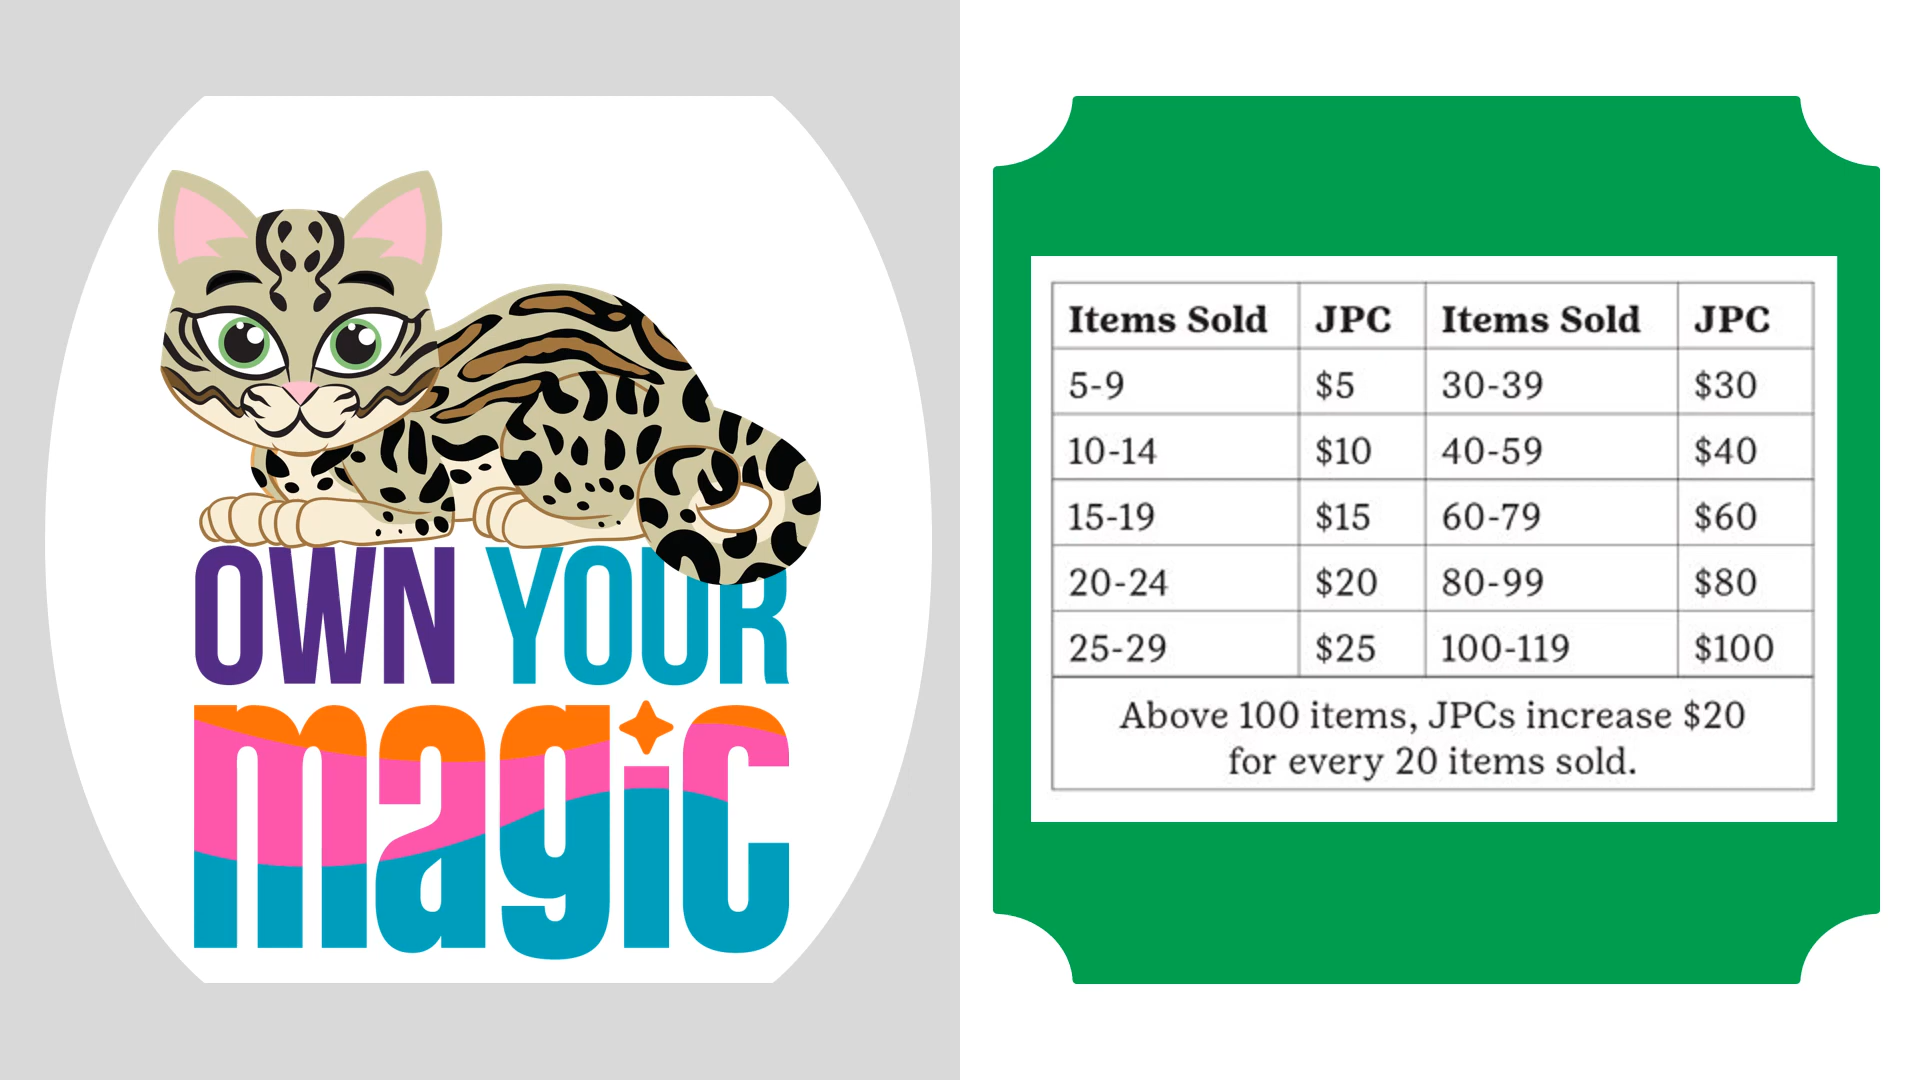 OWN YOUR
magic
Items Sold JPC Items Sold JPC
5-9 $5 30-39 $30
10-14 $10 40-59 $40
15-19 $15 60-79 $60
20-24 $20 80-99 $80
25-29 $25 100-119 $100
Above 100 items, JPCs increase $20
for every 20 items sold.